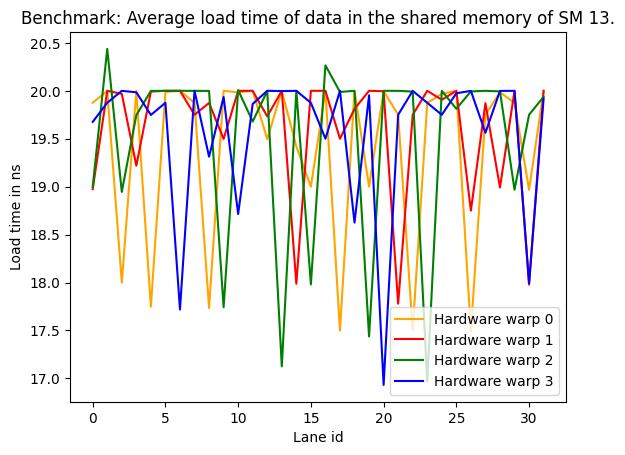 Benchmark: Average load time of data in the shared memory of SM 13.
20.5
20.0
19.5
19.0
18.5
18.0
17.5
17.0
Load time in ns
Hardware warp 0
Hardware warp 1
Hardware warp 2
Hardware warp 3
0 5 10 15 20 25 30
Lane id